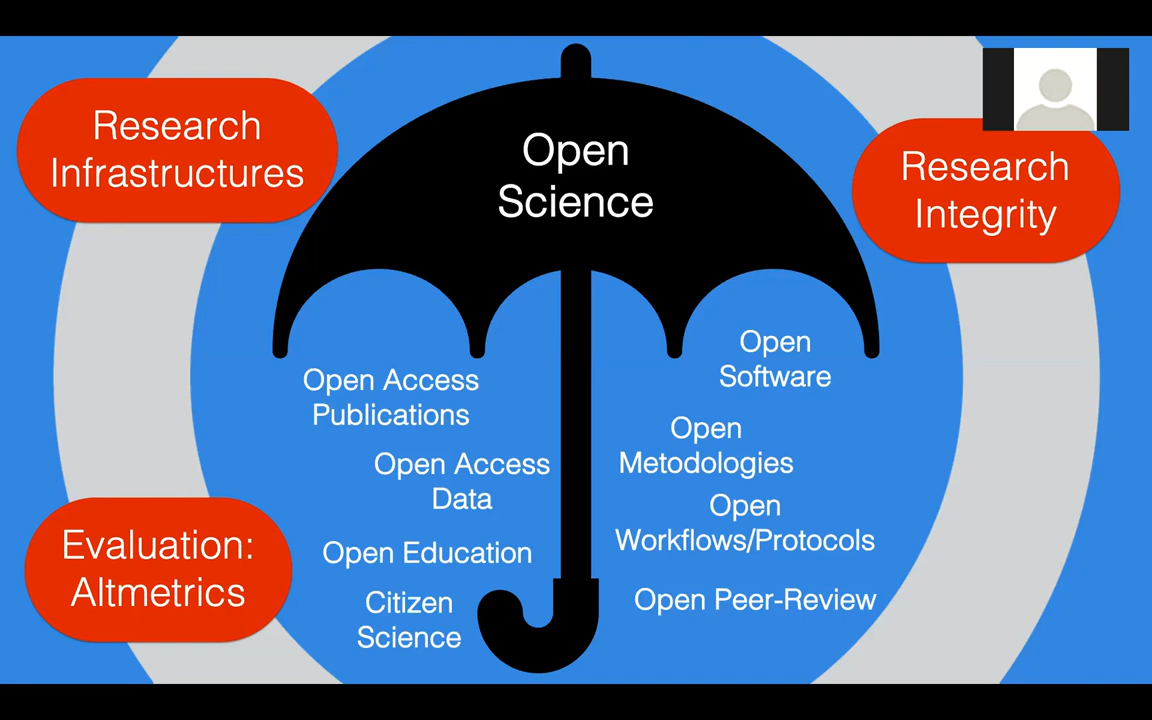 Research
Infrastructures
Open
Science
Research
Integrity
Open Access
Publications
Open Access
Data
Open Education
Citizen
Science
Open
Software
Open
Metodologies
Open
Workflows/Protocols
Open Peer-Review
Evaluation:
Altmetrics